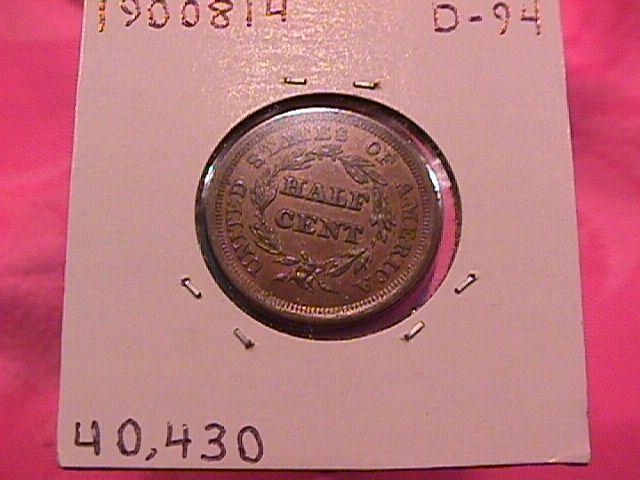 1900814 D-94
UNITED STATES OF AMERICA
HALF
CENT
40,430